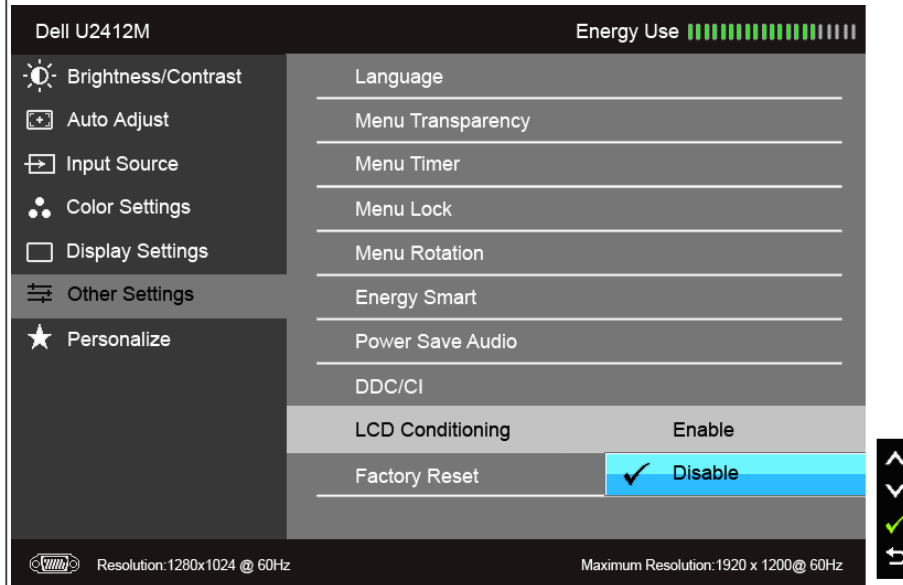 Dell U2412M Energy Use
Brightness/Contrast Language
Auto Adjust Menu Transparency
Input Source Menu Timer
Color Settings Menu Lock
Display Settings Menu Rotation
Other Settings Energy Smart
Personalize Power Save Audio
DDC/CI
LCD Conditioning Enable
Factory Reset Disable
Resolution:1280x1024 @ 60Hz Maximum Resolution:1920 x 1200@ 60Hz